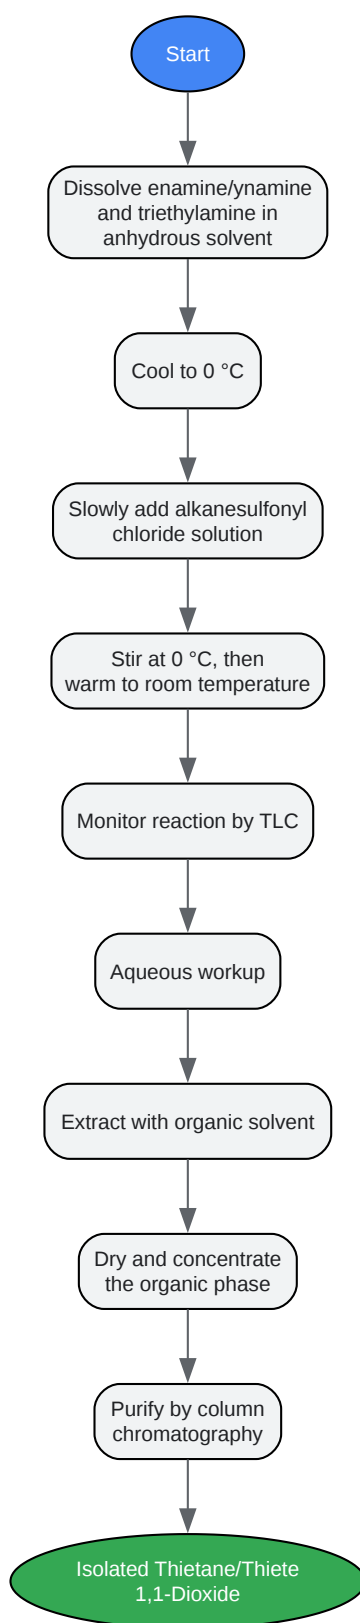 Start
Dissolve enamine/ynamine
and triethylamine in
anhydrous solvent
Cool to 0 °C
Slowly add alkanesulfonyl
chloride solution
Stir at 0 °C, then
warm to room temperature
Monitor reaction by TLC
Aqueous workup
Extract with organic solvent
Dry and concentrate
the organic phase
Purify by column
chromatography
Isolated Thietane/Thiete
1,1-Dioxide